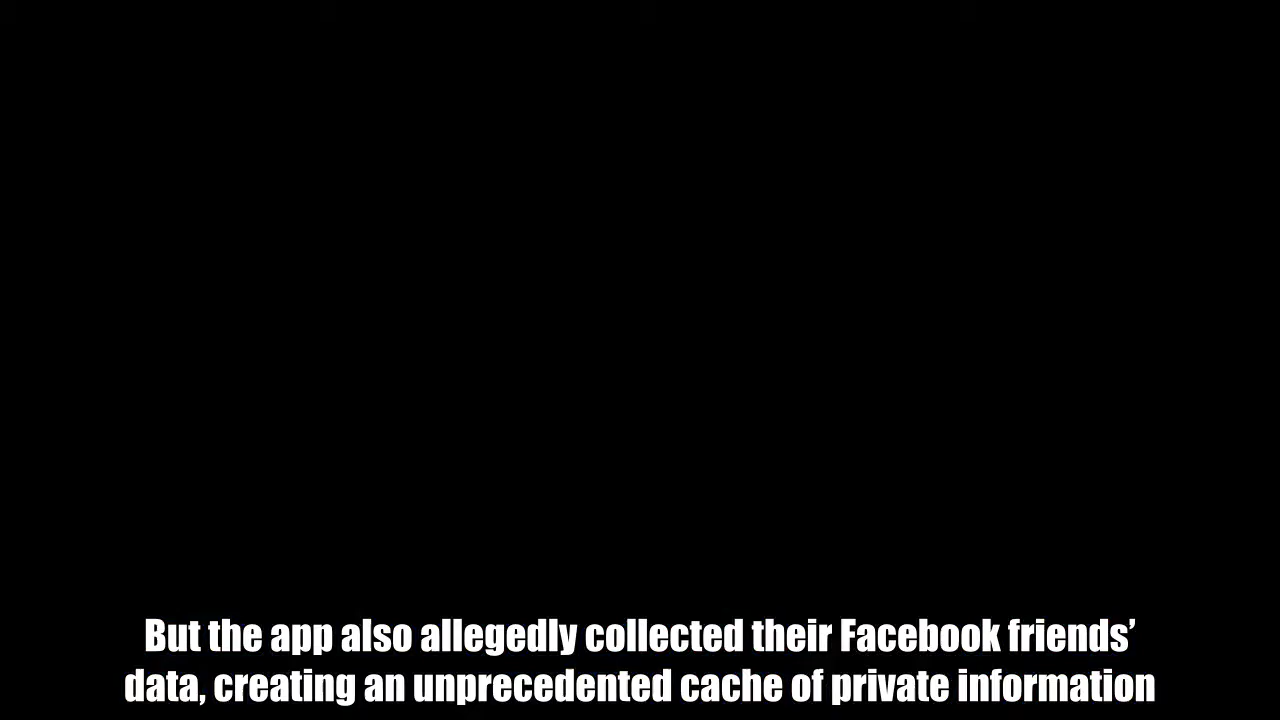 But the app also allegedly collected their Facebook friends’
data, creating an unprecedented cache of private information